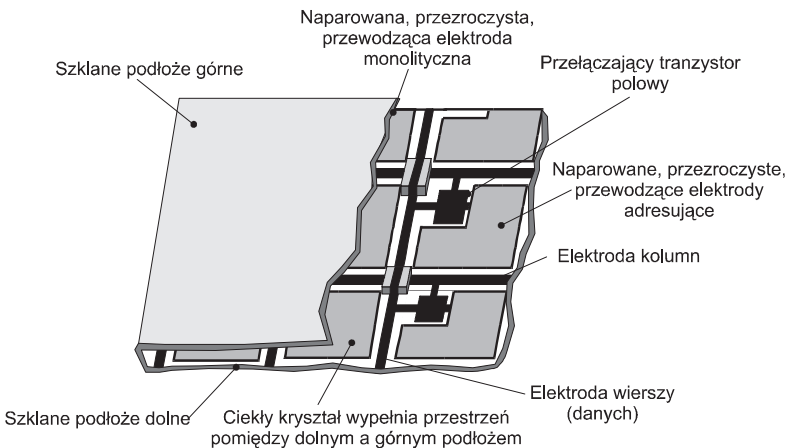 Naparowana, przezroczysta,
przewodząca elektroda
monolityczna
Szklane podłoże górne
Przełączający tranzystor
polowy
Naparowane, przezroczyste,
przewodzące elektrody
adresujące
Elektroda kolumn
Elektroda wierszy
(danych)
Szklane podłoże dolne
Ciekły kryształ wypełnia przestrzeń
pomiędzy dolnym a górnym podłożem